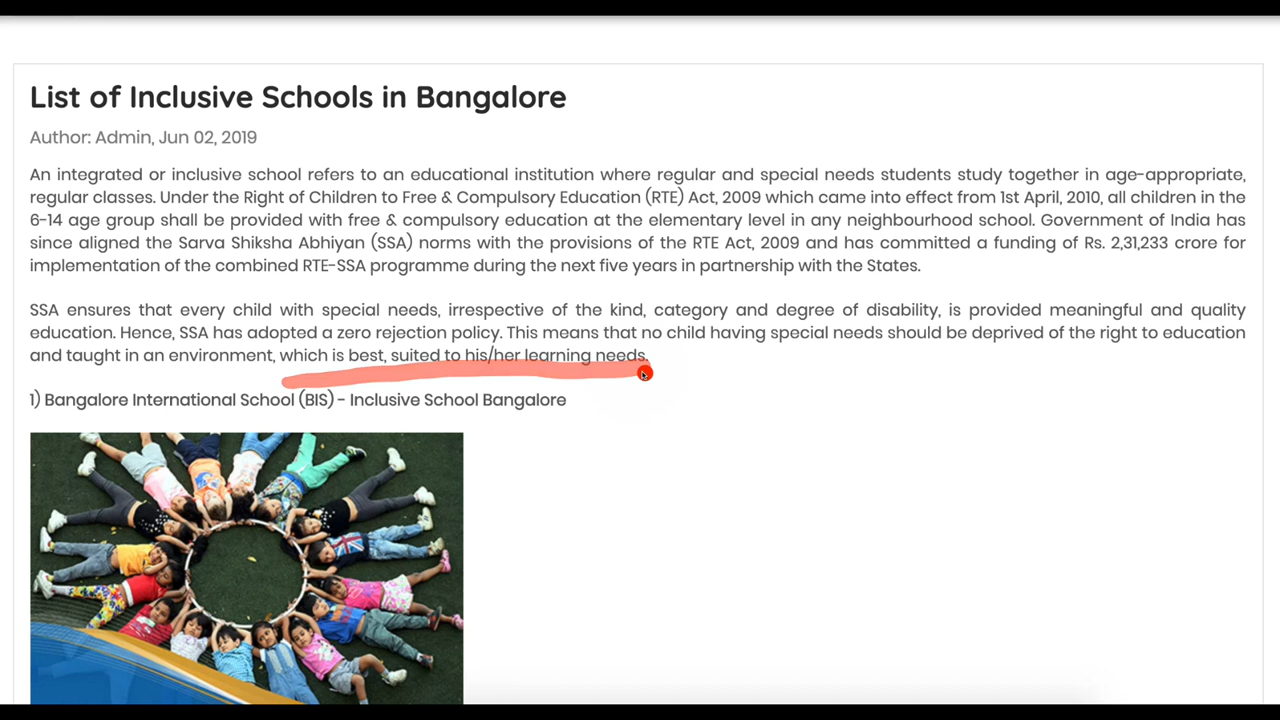 List of Inclusive Schools in Bangalore
Author: Admin, Jun 02, 2019
An integrated or inclusive school refers to an educational institution where regular and special needs students study together in age-appropriate,
regular classes. Under the Right of Children to Free & Compulsory Education (RTE) Act, 2009 which came into effect from 1st April, 2010, all children in the
6-14 age group shall be provided with free & compulsory education at the elementary level in any neighbourhood school. Government of India has
since aligned the Sarva Shiksha Abhiyan (SSA) norms with the provisions of the RTE Act, 2009 and has committed a funding of Rs. 2,31,233 crore for
implementation of the combined RTE-SSA programme during the next five years in partnership with the States.
SSA ensures that every child with special needs, irrespective of the kind, category and degree of disability, is provided meaningful and quality
education. Hence, SSA has adopted a zero rejection policy. This means that no child having special needs should be deprived of the right to education
and taught in an environment, which is best, suited to his/her learning needs.
1) Bangalore International School (BIS) - Inclusive School Bangalore